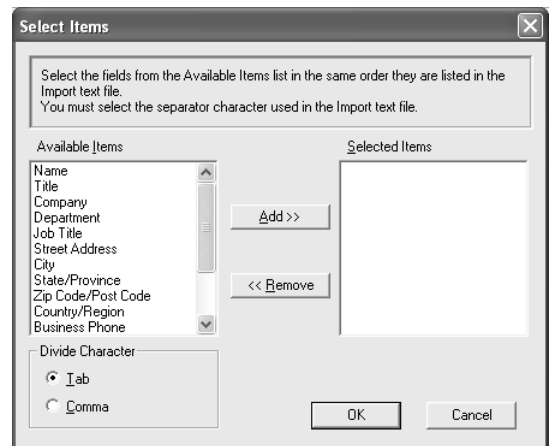 Select Items
Select the fields from the Available Items list in the same order they are listed in the
Import text file.
You must select the separator character used in the Import text file.
Available Items
Selected Items
Name
Title
Company
Department
Job Title
Street Address
City
State/Province
Zip Code/Post Code
Country/Region
Business Phone
Add >>
<< Remove
Divide Character
Tab
Comma
OK
Cancel